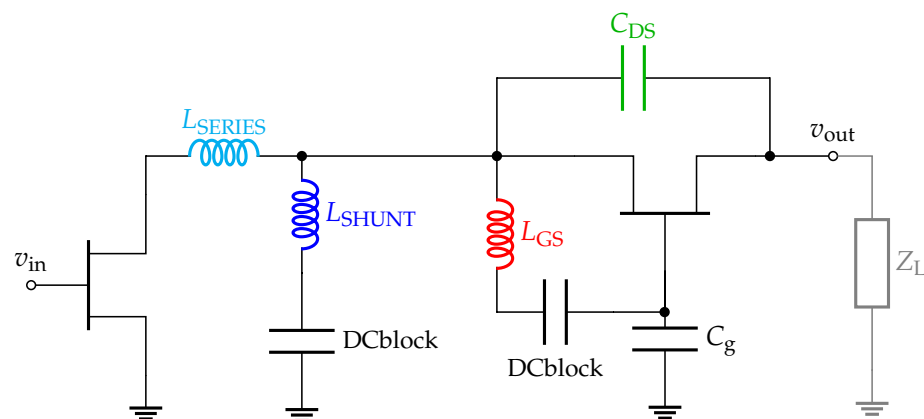 C_DS
L_SERIES
v_out
L_SHUNT
L_GS
v_in
Z_L
DCblock
C_g
DCblock